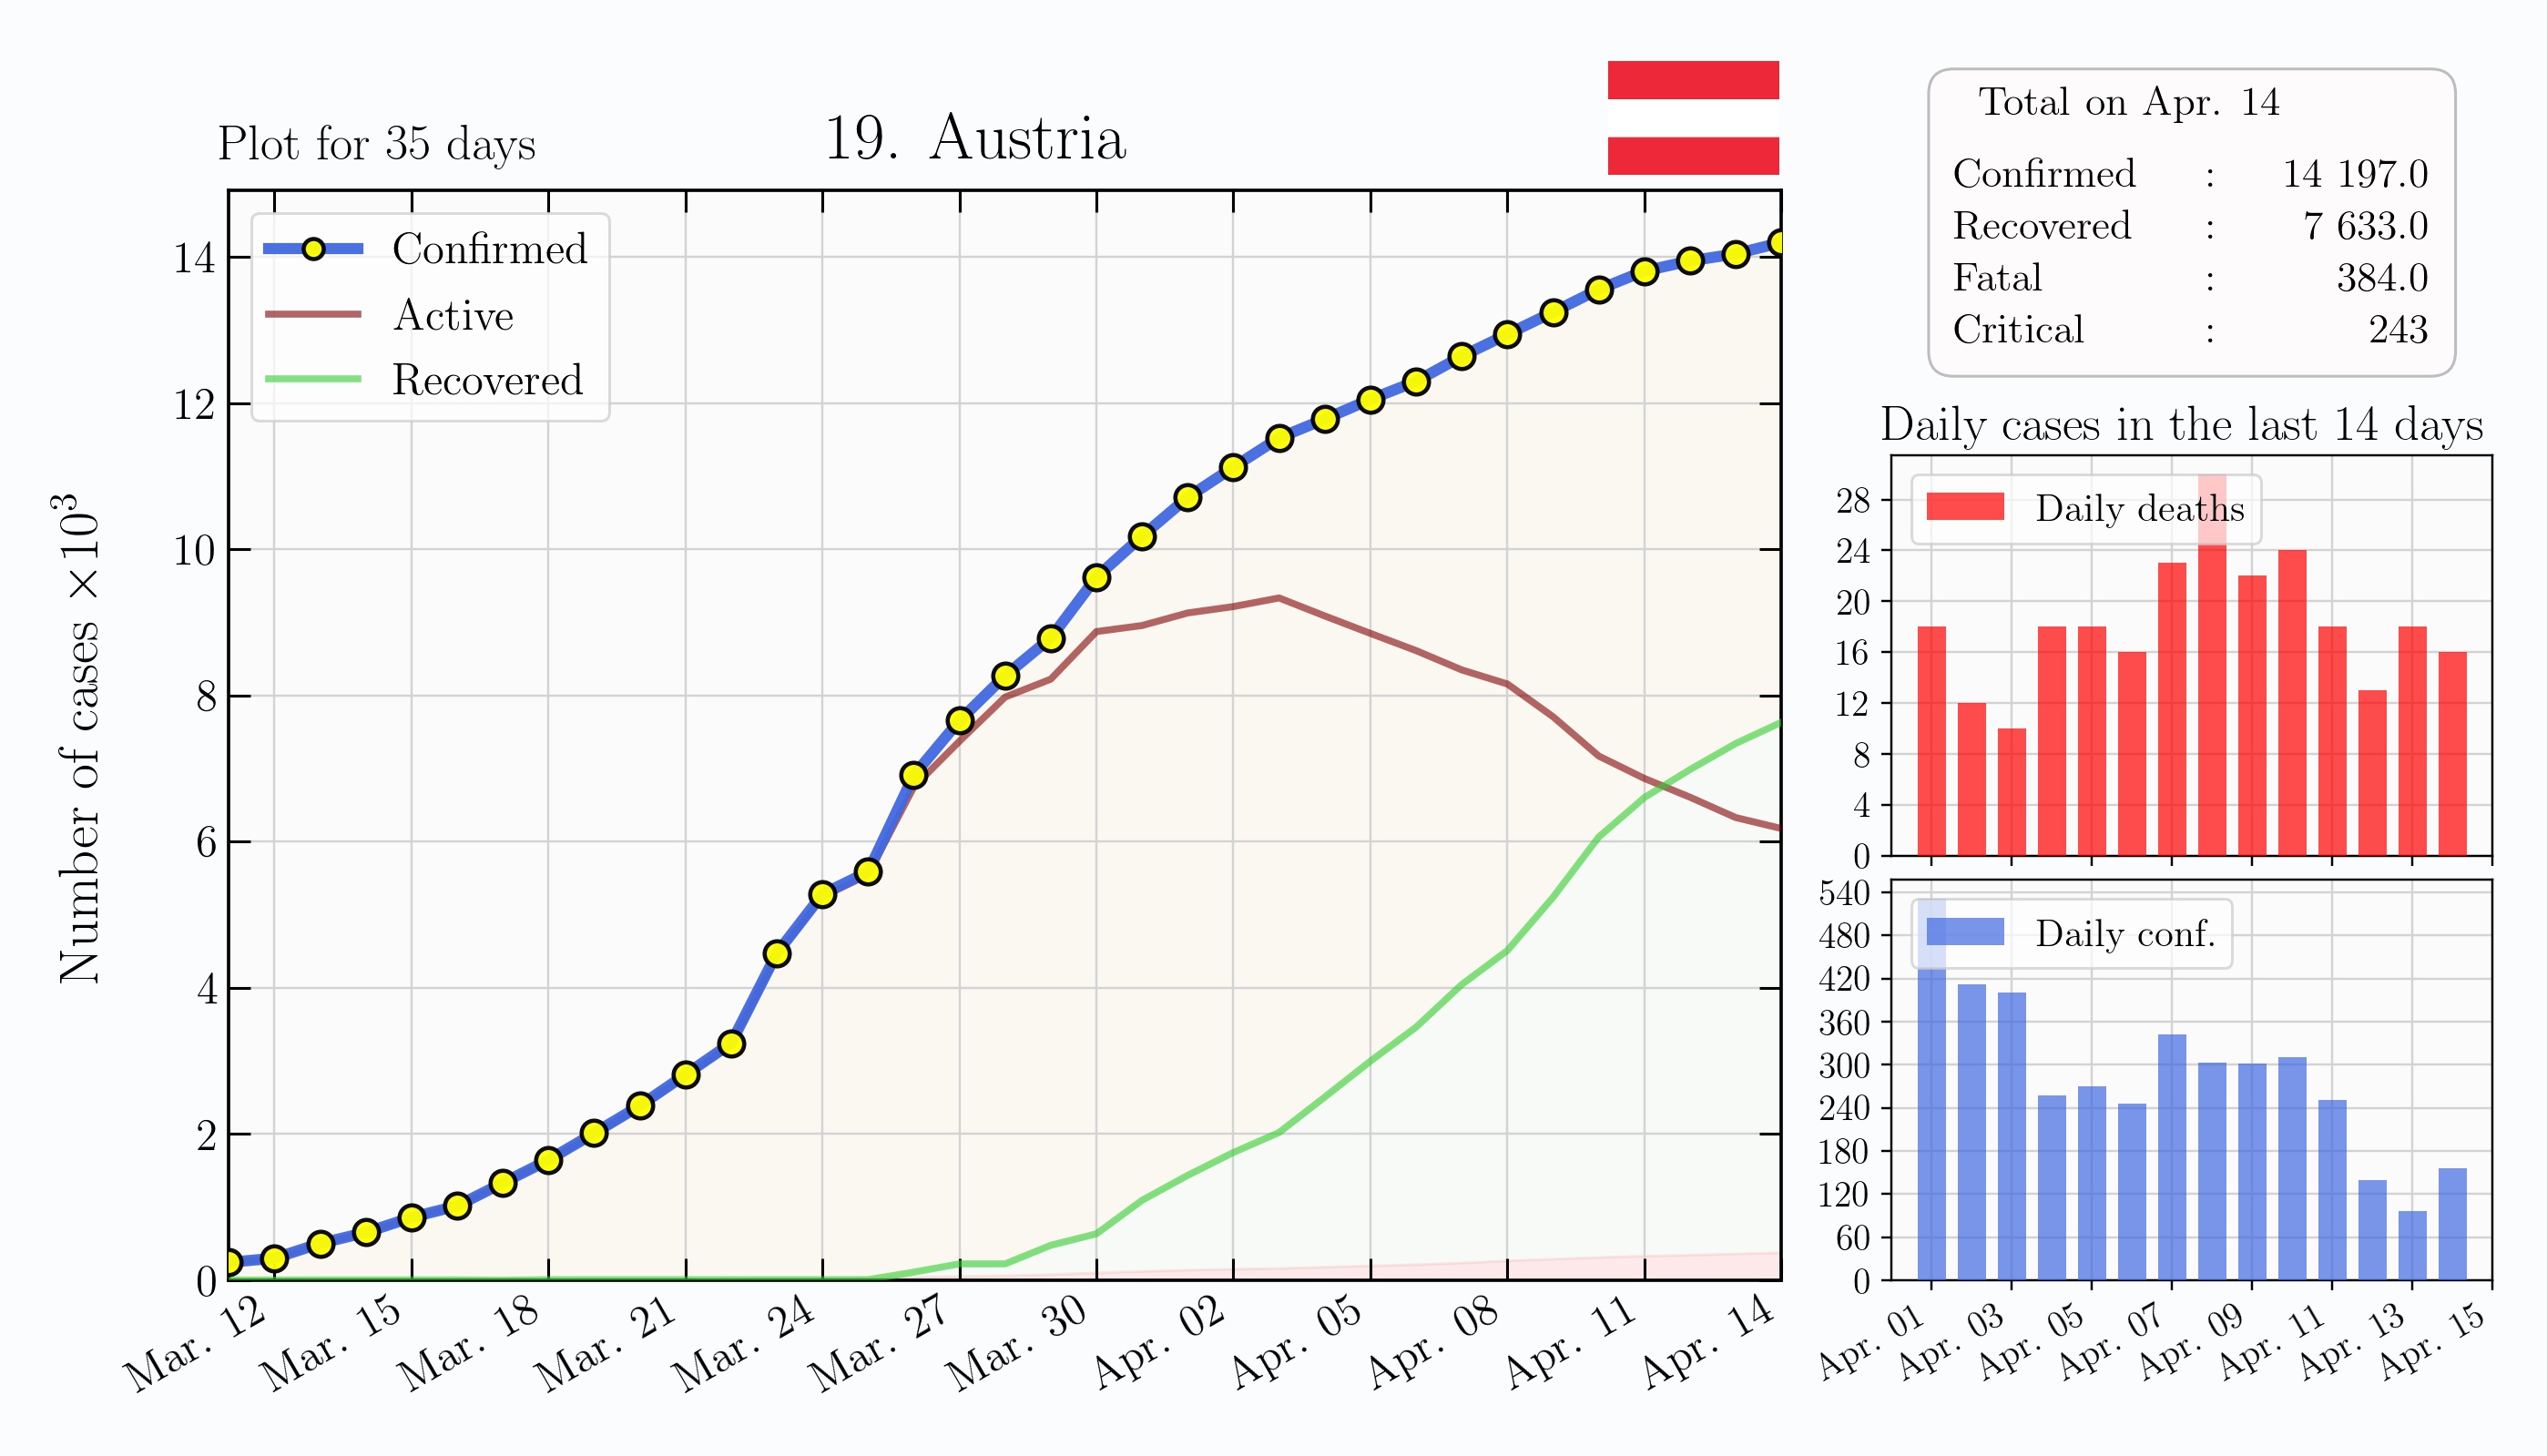 Plot for 35 days
19. Austria
Number of cases ×10³
14
12
10
8
6
4
2
0
Confirmed
Active
Recovered
Mar. 12
Mar. 15
Mar. 18
Mar. 21
Mar. 24
Mar. 27
Mar. 30
Apr. 02
Apr. 05
Apr. 08
Apr. 11
Apr. 14
Total on Apr. 14
Confirmed : 14 197.0
Recovered : 7 633.0
Fatal : 384.0
Critical : 243
Daily cases in the last 14 days
28
24
20
16
12
8
4
0
Daily deaths
540
480
420
360
300
240
180
120
60
0
Daily conf.
Apr. 01
Apr. 03
Apr. 05
Apr. 07
Apr. 09
Apr. 11
Apr. 13
Apr. 15